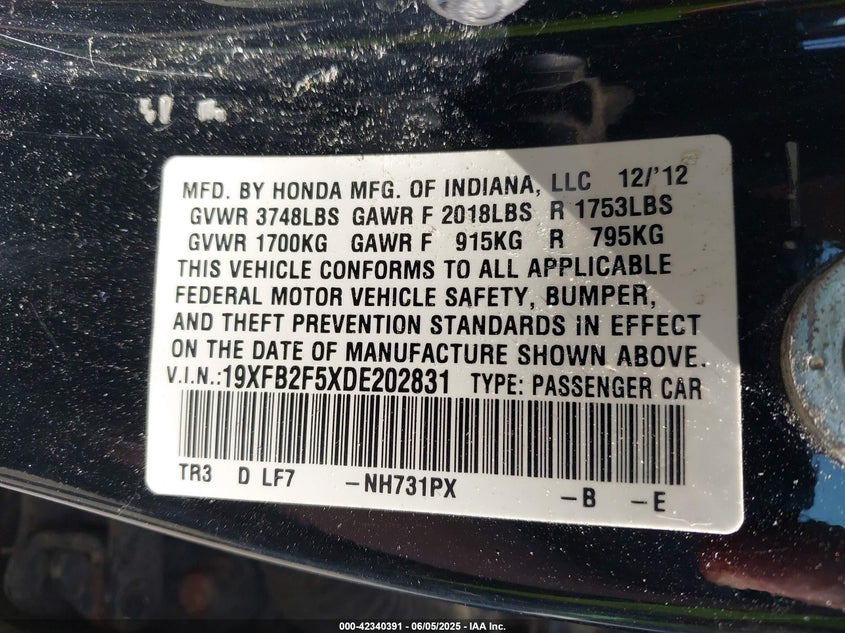 MFD. BY HONDA MFG. OF INDIANA, LLC 12/'12
GVWR 3748LBS GAWR F 2018LBS R 1753LBS
GVWR 1700KG GAWR F 915KG R 795KG
THIS VEHICLE CONFORMS TO ALL APPLICABLE
FEDERAL MOTOR VEHICLE SAFETY, BUMPER,
AND THEFT PREVENTION STANDARDS IN EFFECT
ON THE DATE OF MANUFACTURE SHOWN ABOVE.
V.I.N.:19XFB2F5XDE202831 TYPE: PASSENGER CAR
TR3 D LF7 -NH731PX -B -E
000-42340391 - 06/05/2025 - IAA Inc.